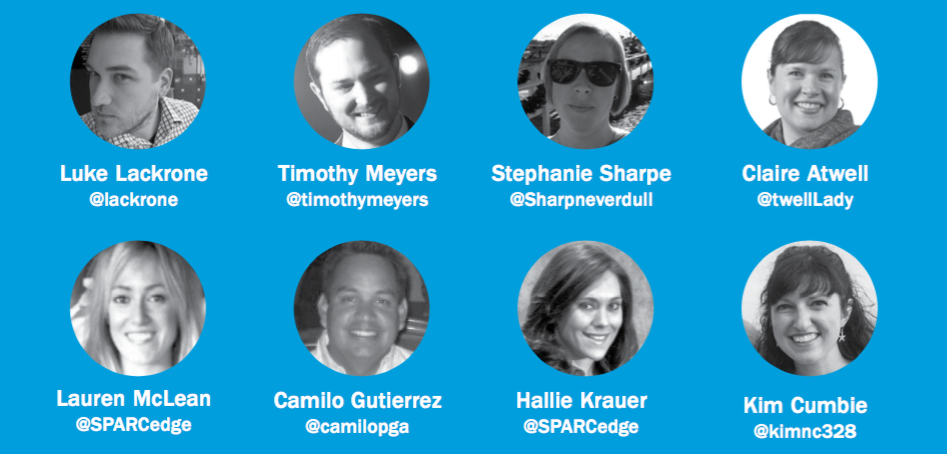 Luke Lackrone
@lackrone
Timothy Meyers
@timothymeyers
Stephanie Sharpe
@Sharpneverdull
Claire Atwell
@twellLady
Lauren McLean
@SPARCedge
Camilo Gutierrez
@camilopga
Hallie Krauer
@SPARCedge
Kim Cumbie
@kimnc328